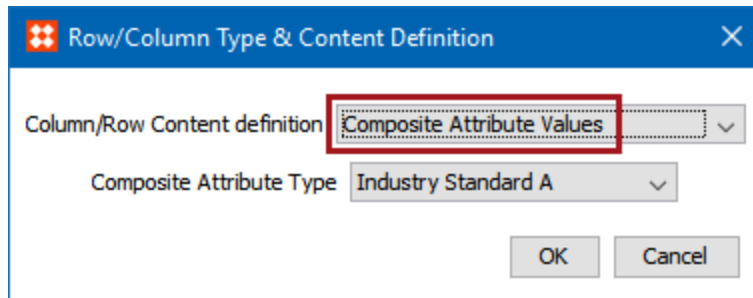 Row/Column Type & Content Definition
Column/Row Content definition Composite Attribute Values
Composite Attribute Type Industry Standard A
OK Cancel